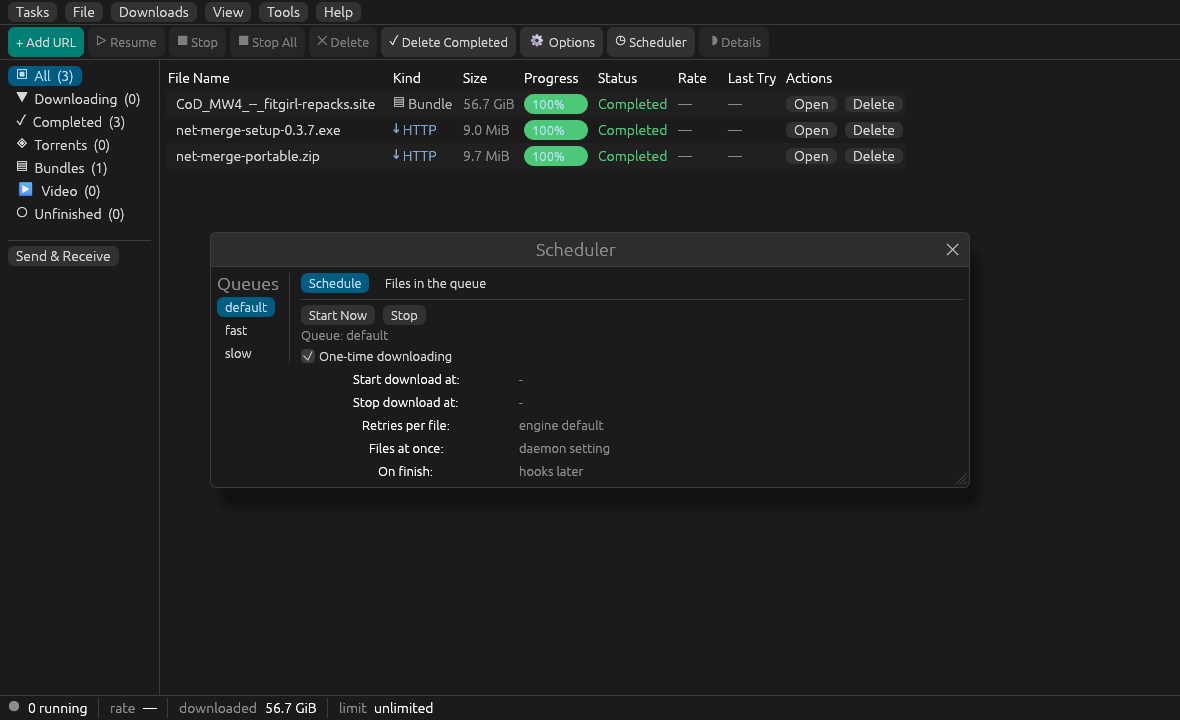 Tasks File Downloads View Tools Help
+ Add URL Resume Stop Stop All Delete Delete Completed Options Scheduler Details
All (3)
Downloading (0)
Completed (3)
Torrents (0)
Bundles (1)
Video (0)
Unfinished (0)
Send & Receive
File Name Kind Size Progress Status Rate Last Try Actions
CoD_MW4_--_fitgirl-repacks.site Bundle 56.7 GiB 100% Completed — — Open Delete
net-merge-setup-0.3.7.exe HTTP 9.0 MiB 100% Completed — — Open Delete
net-merge-portable.zip HTTP 9.7 MiB 100% Completed — — Open Delete
Scheduler
Queues
default
fast
slow
Schedule Files in the queue
Start Now Stop
Queue: default
One-time downloading
Start download at: -
Stop download at: -
Retries per file: engine default
Files at once: daemon setting
On finish: hooks later
0 running rate — downloaded 56.7 GiB limit unlimited